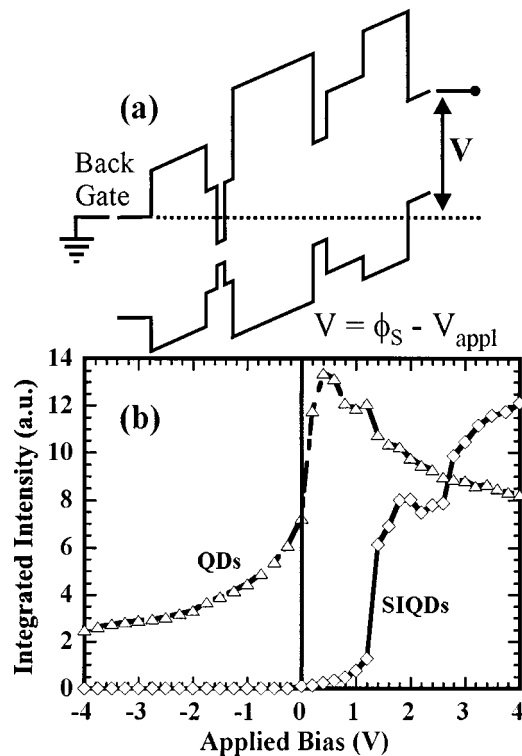 (a)
Back
Gate
V
V = ϕS - Vappl
(b)
QDs
SIQDs
14
12
10
8
6
4
2
0
-4 -3 -2 -1 0 1 2 3 4
Integrated Intensity (a.u.)
Applied Bias (V)